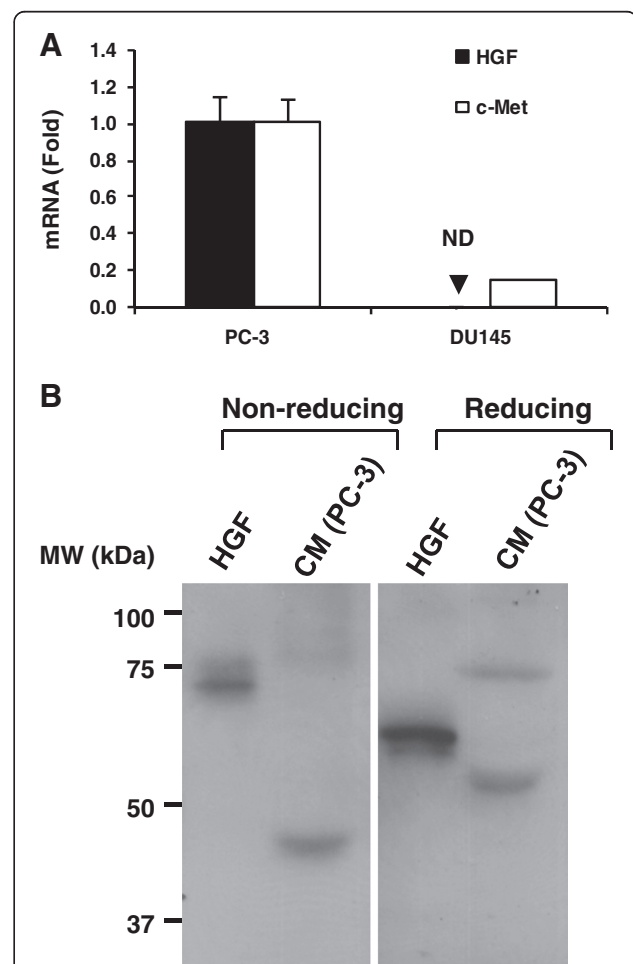 A
1.4
1.2
1.0
0.8
0.6
0.4
0.2
0.0
mRNA (Fold)
HGF
c-Met
ND
PC-3
DU145
B
Non-reducing
Reducing
HGF
CM (PC-3)
HGF
CM (PC-3)
MW (kDa)
100
75
50
37